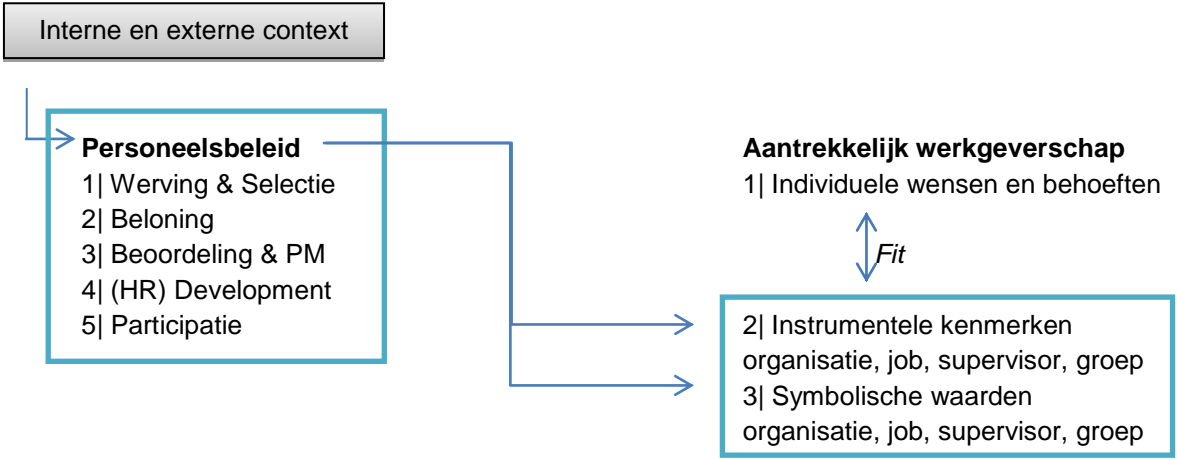 Interne en externe context
Personeelsbeleid
1| Werving & Selectie
2| Beloning
3| Beoordeling & PM
4| (HR) Development
5| Participatie
Aantrekkelijk werkgeverschap
1| Individuele wensen en behoeften
Fit
2| Instrumentele kenmerken
organisatie, job, supervisor, groep
3| Symbolische waarden
organisatie, job, supervisor, groep